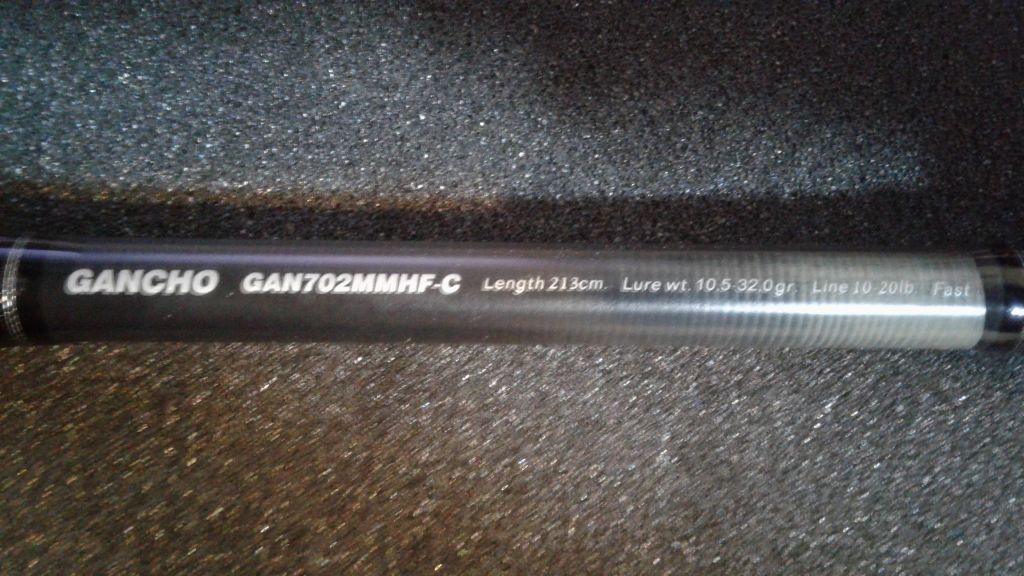 GANCHO GAN702MMHF-C Length 213cm. Lure wt. 10.5-32.0gr. Line 10-20lb. Fast